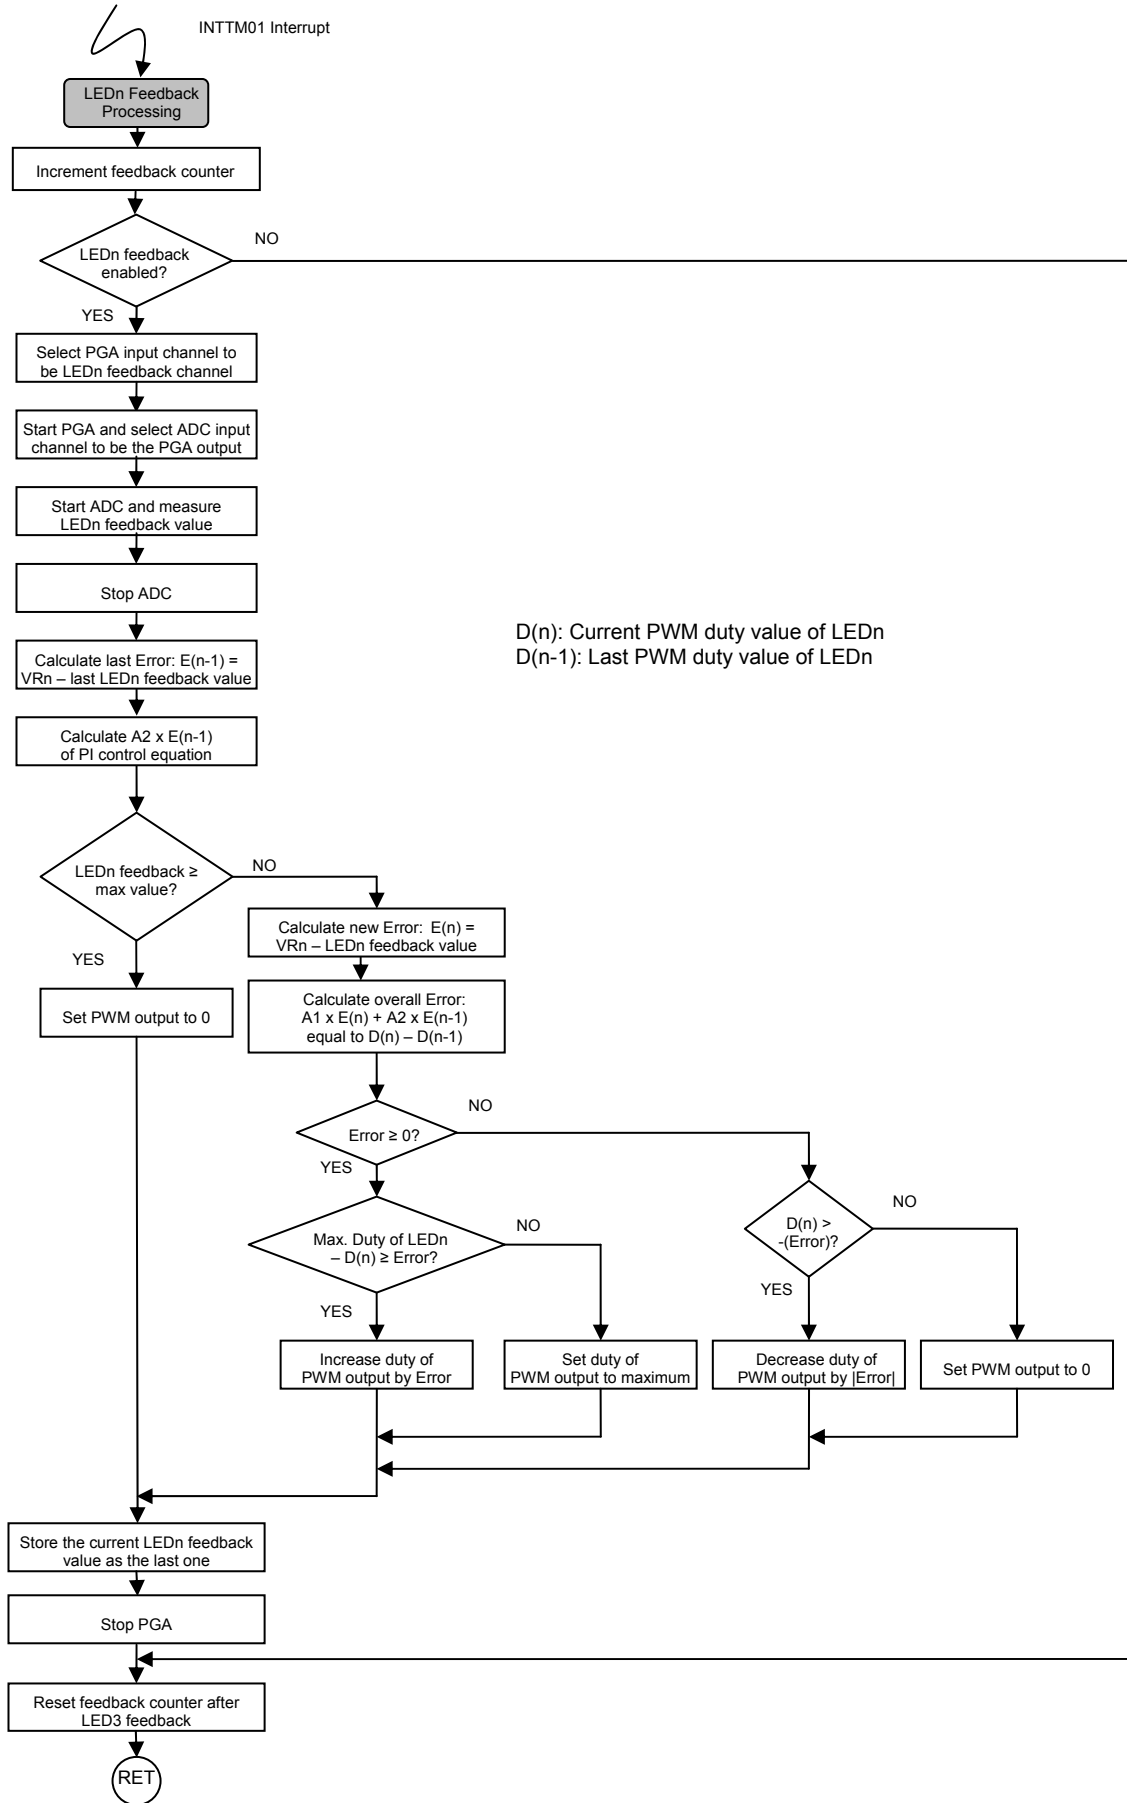 INTTM01 Interrupt
LEDn Feedback
Processing
Increment feedback counter
LEDn feedback
enabled?
NO
YES
Select PGA input channel to
be LEDn feedback channel
Start PGA and select ADC input
channel to be the PGA output
Start ADC and measure
LEDn feedback value
Stop ADC
D(n): Current PWM duty value of LEDn
D(n-1): Last PWM duty value of LEDn
Calculate last Error: E(n-1) =
VRn – last LEDn feedback value
Calculate A2 x E(n-1)
of PI control equation
LEDn feedback ≥
max value?
NO
YES
Set PWM output to 0
Calculate new Error: E(n) =
VRn – LEDn feedback value
Calculate overall Error:
A1 x E(n) + A2 x E(n-1)
equal to D(n) – D(n-1)
Error ≥ 0?
NO
YES
Max. Duty of LEDn
– D(n) ≥ Error?
NO
YES
D(n) >
-(Error)?
NO
YES
Increase duty of
PWM output by Error
Set duty of
PWM output to maximum
Decrease duty of
PWM output by |Error|
Set PWM output to 0
Store the current LEDn feedback
value as the last one
Stop PGA
Reset feedback counter after
LED3 feedback
RET